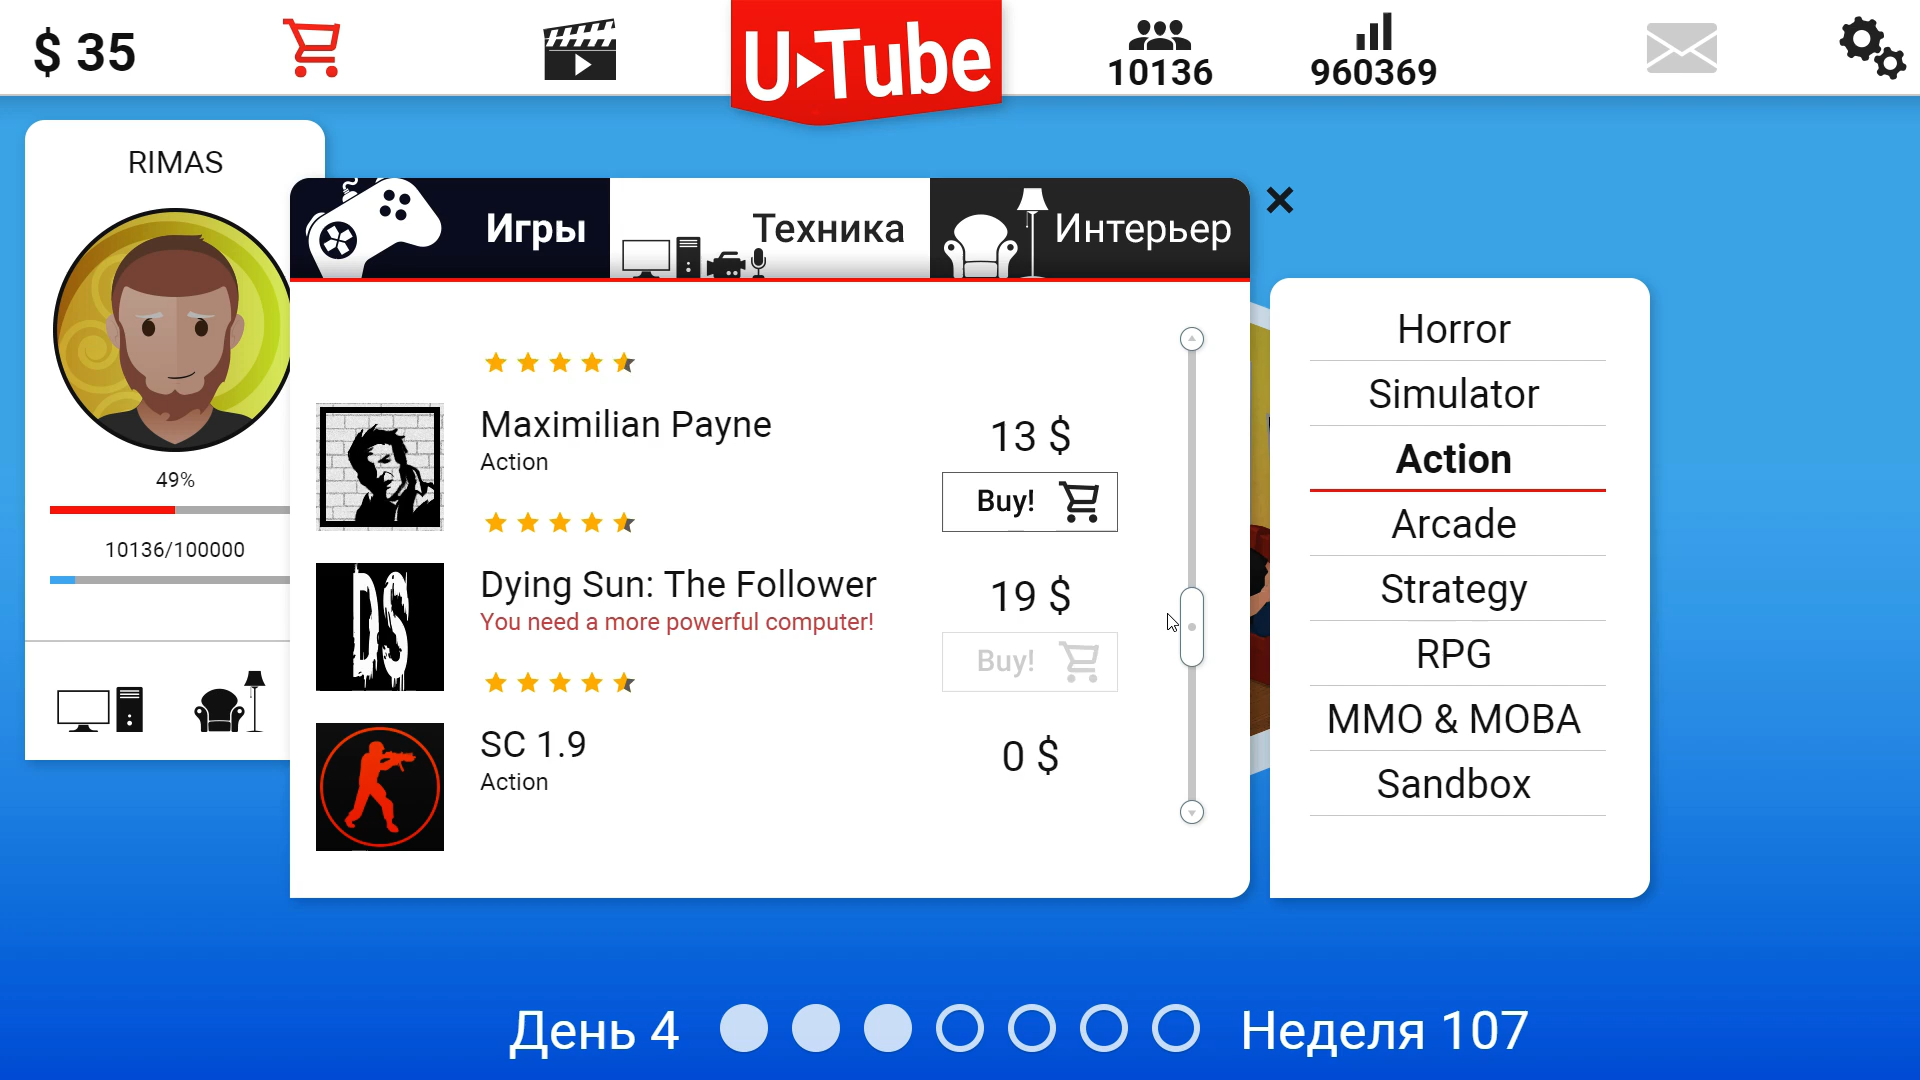 $ 35
U Tube
10136
960369
RIMAS
49%
10136/100000
Игры
Техника
Интерьер
Maximilian Payne
Action
13 $
Buy!
DS
Dying Sun: The Follower
You need a more powerful computer!
19 $
Buy!
SC 1.9
Action
0 $
Horror
Simulator
Action
Arcade
Strategy
RPG
MMO & MOBA
Sandbox
День 4
Неделя 107